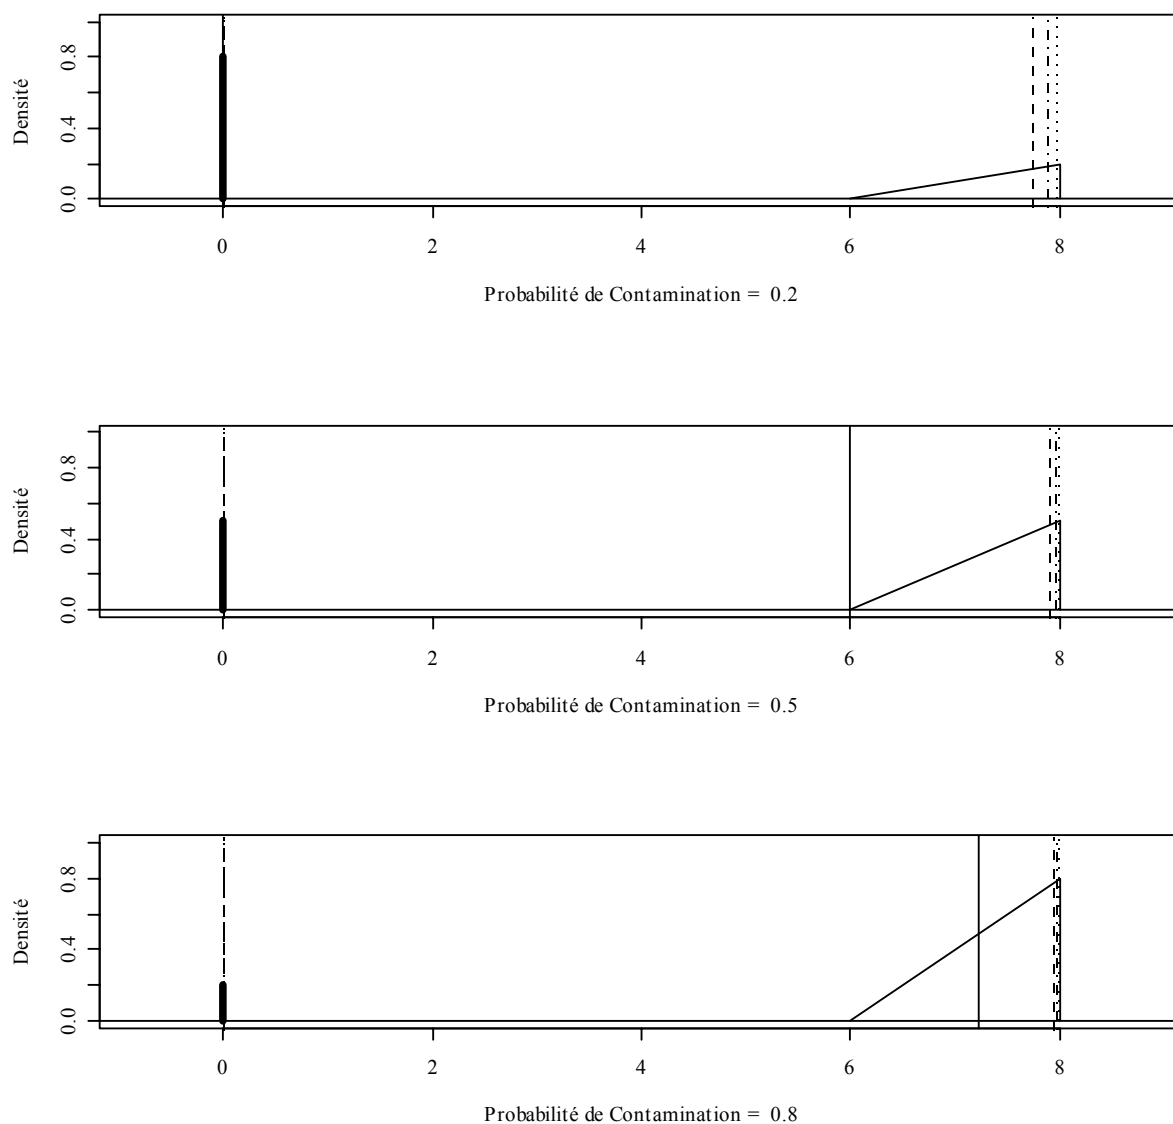 Densité
0.8
0.4
0.0
0 2 4 6 8
Probabilité de Contamination = 0.2
Densité
0.8
0.4
0.0
0 2 4 6 8
Probabilité de Contamination = 0.5
Densité
0.8
0.4
0.0
0 2 4 6 8
Probabilité de Contamination = 0.8